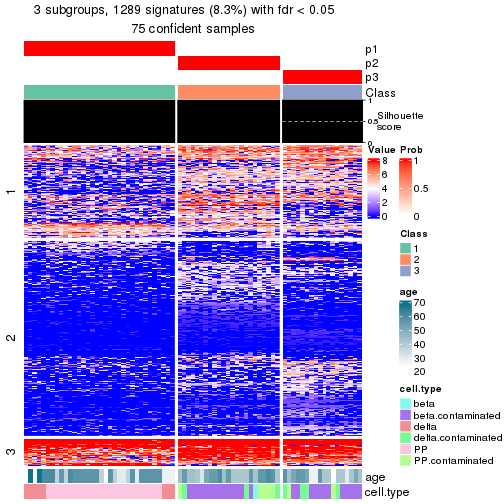 3 subgroups, 1289 signatures (8.3%) with fdr < 0.05
75 confident samples
p1
p2
p3
Class
1
0.5
0
Silhouette
score
1
2
3
age
cell.type
Value
8
6
4
2
0
Prob
1
0.5
0
Class
1
2
3
age
70
60
50
40
30
20
cell.type
beta
beta.contaminated
delta
delta.contaminated
PP
PP.contaminated